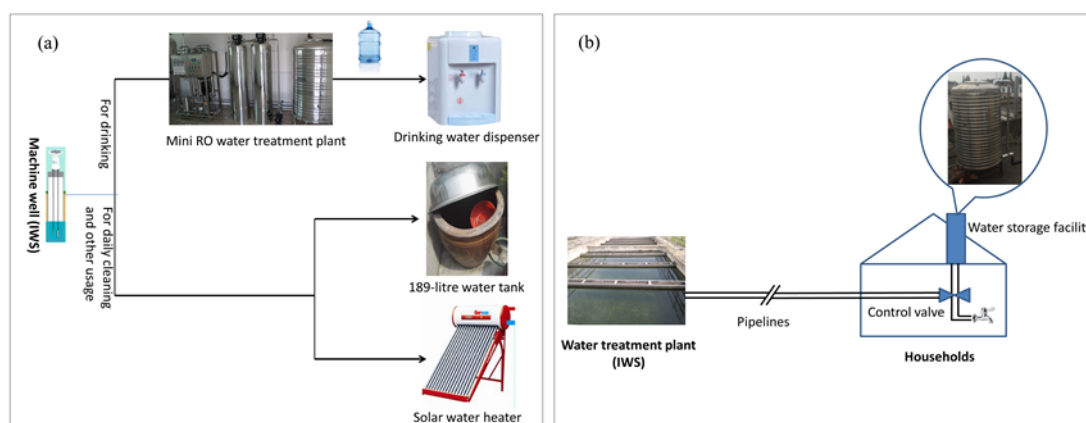 (a)
For drinking
Mini RO water treatment plant
Drinking water dispenser
Machine well (IWS)
For daily cleaning
and other usage
189-litre water tank
Solar water heater
(b)
Water storage facilit
Control valve
Pipelines
Water treatment plant
(IWS)
Households